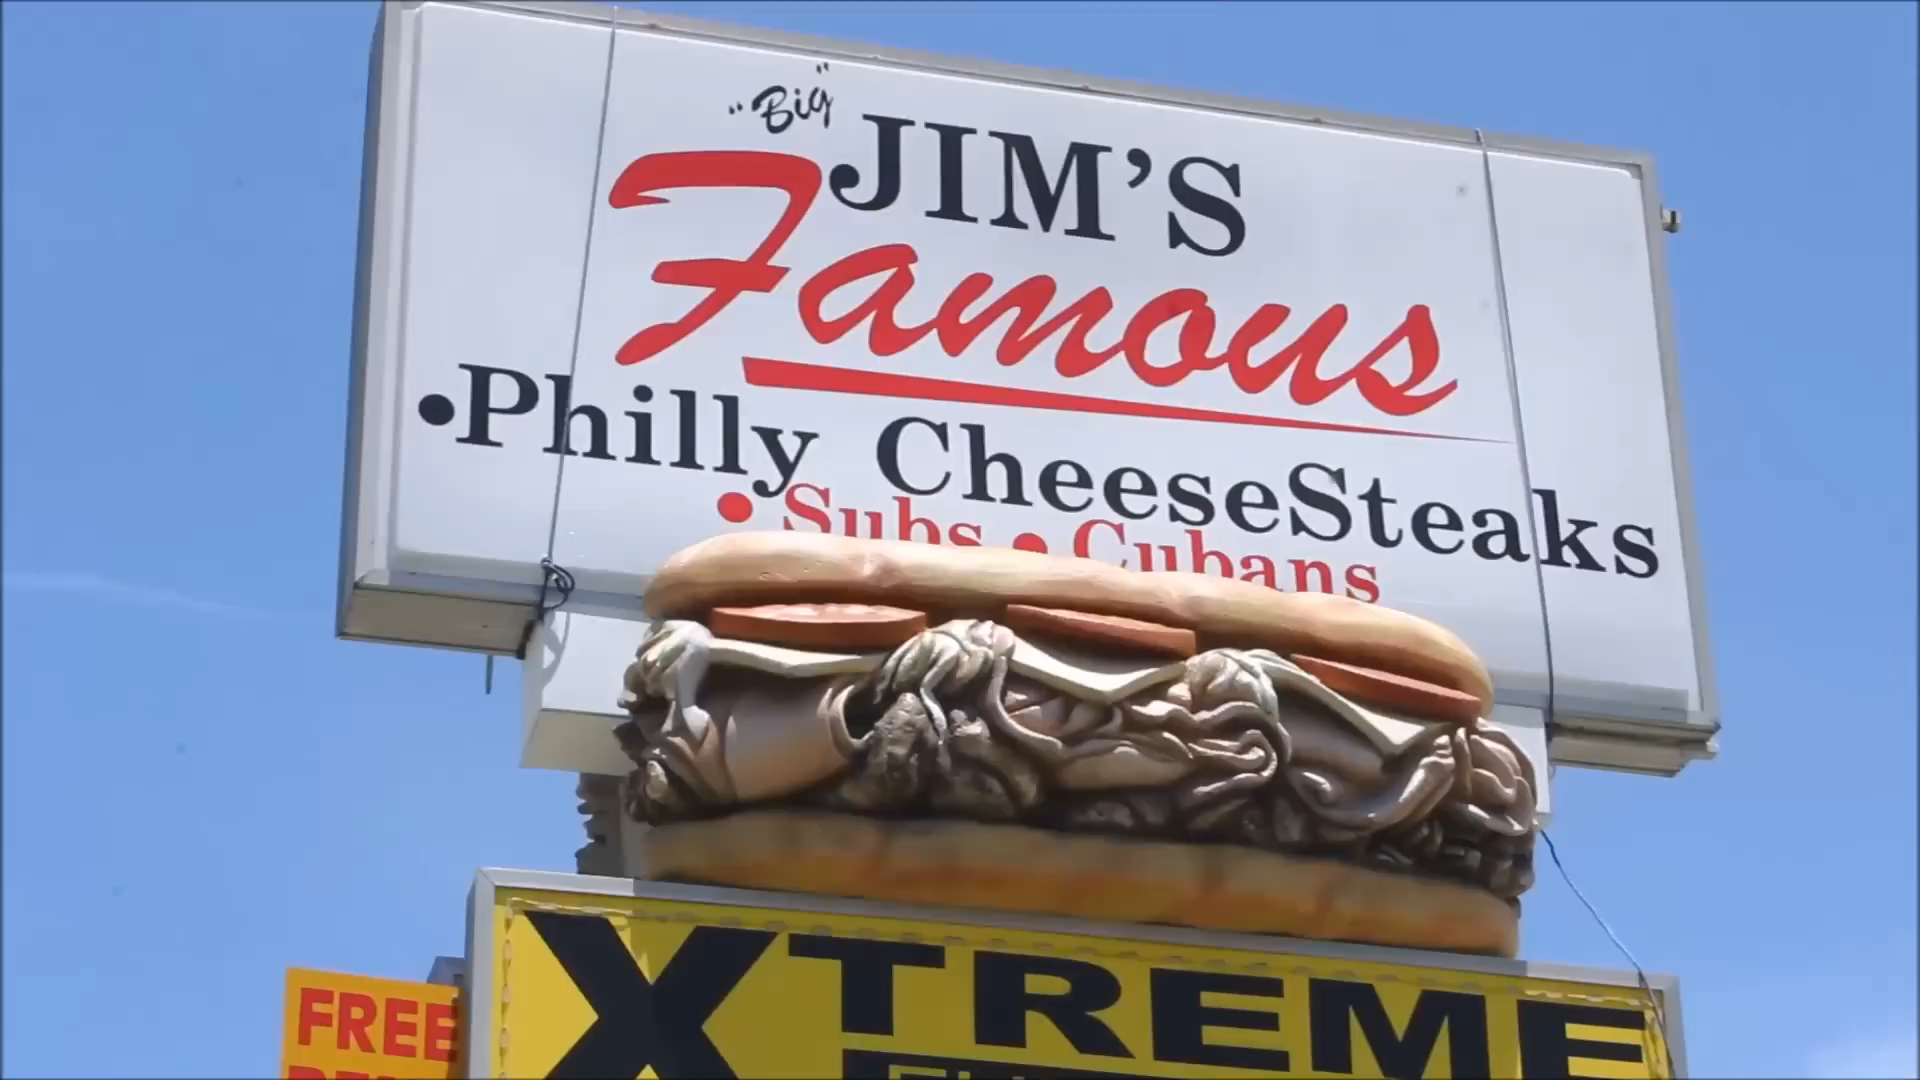 "Big"
JIM'S
Famous
•Philly CheeseSteaks
• Subs • Cubans
XTREME
FREE